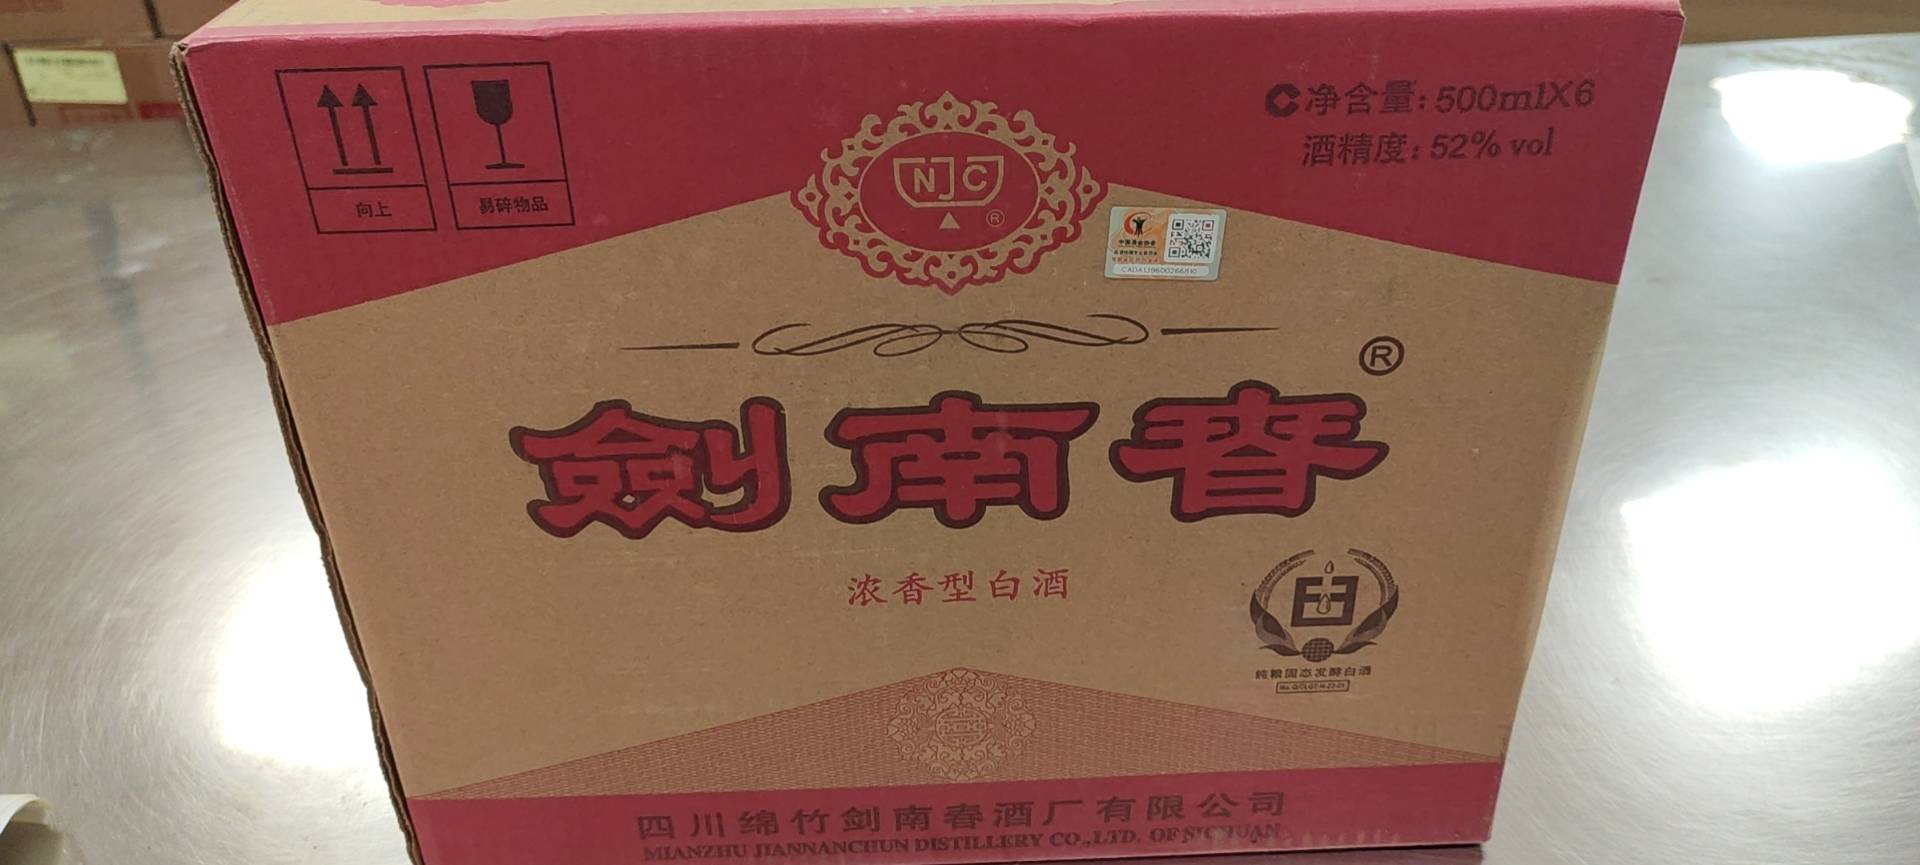 净含量: 500mlX6
酒精度: 52% vol
向上
易碎物品
NJC
®
CADA139600266810
®
剑南春
浓香型白酒
纯粮固态发酵白酒
四川绵竹剑南春酒厂有限公司
MIANZHU JIANNANCHUN DISTILLERY CO.,LTD. OF SICHUAN